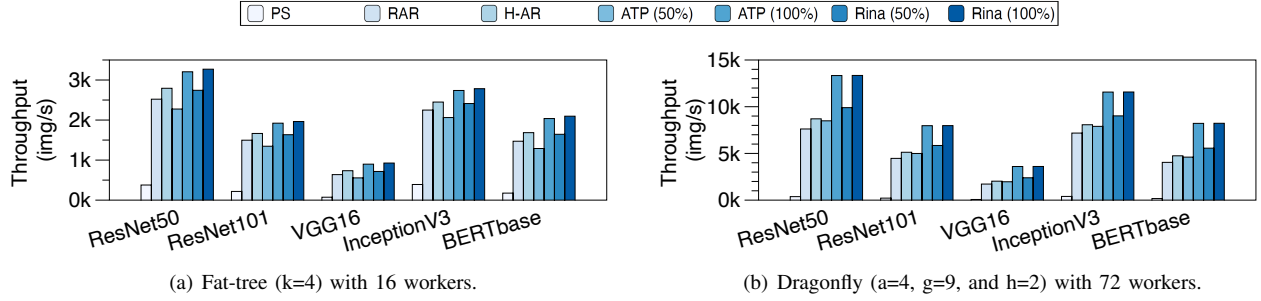 PS RAR H-AR ATP (50%) ATP (100%) Rina (50%) Rina (100%)
Throughput
(img/s)
3k
2k
1k
0k
ResNet50 ResNet101 VGG16 InceptionV3 BERTbase
(a) Fat-tree (k=4) with 16 workers.
Throughput
(img/s)
15k
10k
5k
0k
ResNet50 ResNet101 VGG16 InceptionV3 BERTbase
(b) Dragonfly (a=4, g=9, and h=2) with 72 workers.